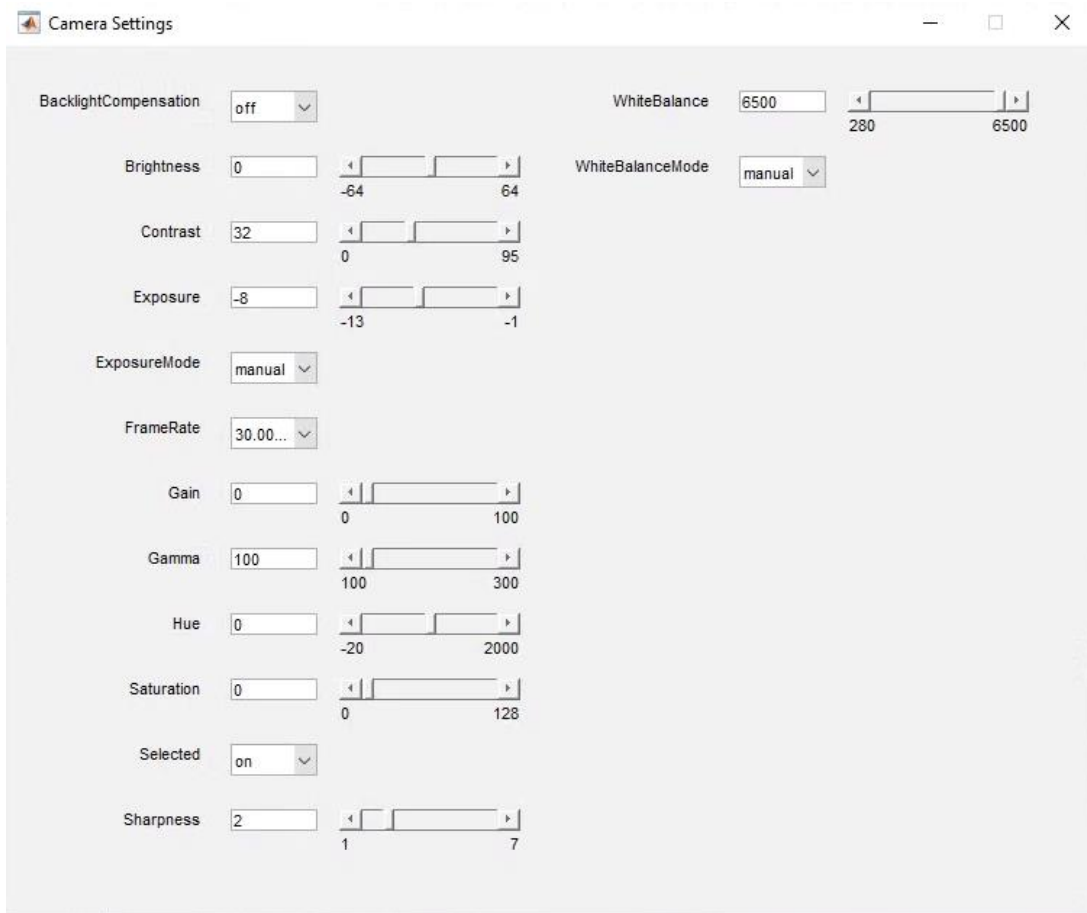 Camera Settings
BacklightCompensation off
Brightness 0
-64 64
Contrast 32
0 95
Exposure -8
-13 -1
ExposureMode manual
FrameRate 30.00...
Gain 0
0 100
Gamma 100
100 300
Hue 0
-20 2000
Saturation 0
0 128
Selected on
Sharpness 2
1 7
WhiteBalance 6500
280 6500
WhiteBalanceMode manual